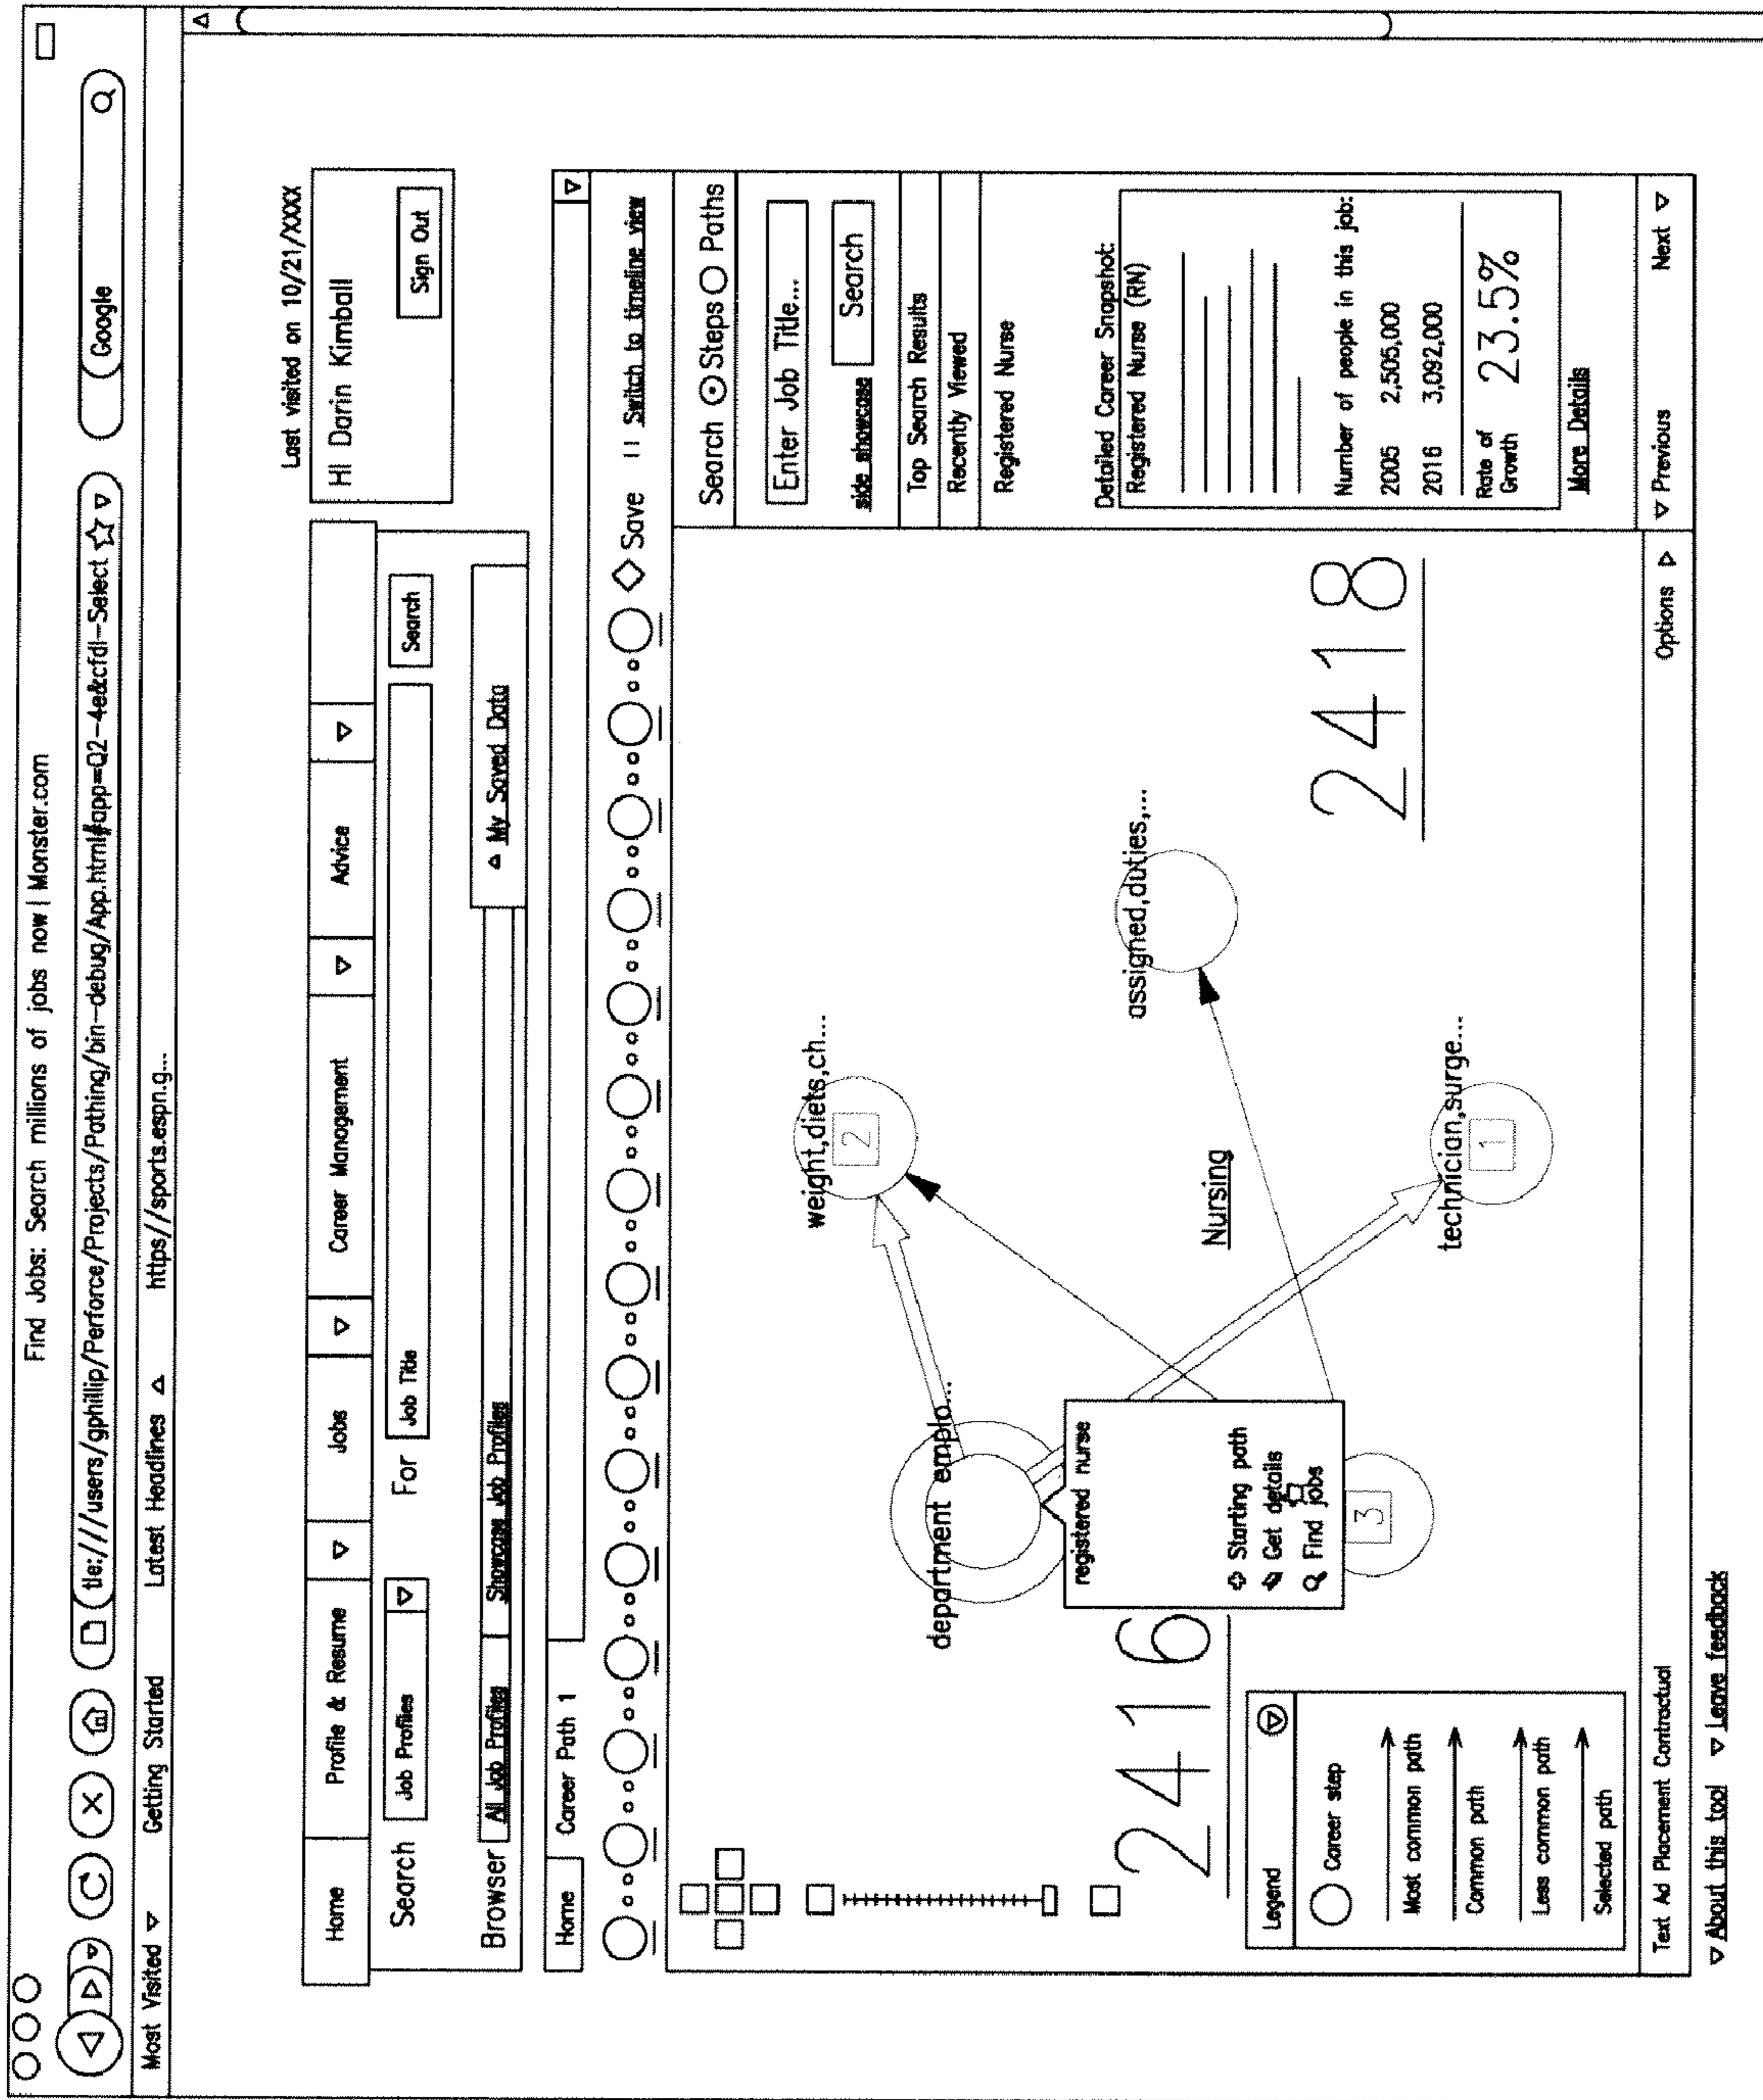 Find Jobs: Search millions of jobs now | Monster.com
tle:///users/gphillip/Perforce/Projects/Pathing/bin-debug/App.html#app=Q2-4e&cfdl-Select
Google
Most Visited
Getting Started
Latest Headlines
https//sports.espn.g...
Last visited on 10/21/XXX
Home
Profile & Resume
Jobs
Career Management
Advice
Hi Darin Kimball
Sign Out
Search
Job Profiles
For
Job Title
Search
Browser
All Job Profiles
Showcase Job Profiles
My Saved Data
Home
Career Path 1
Save
Switch to timeline view
Search
Steps
Paths
Enter Job Title...
side showcase
Search
Top Search Results
Recently Viewed
Registered Nurse
Detailed Career Snapshot:
Registered Nurse (RN)
Number of people in this job:
2005 2,505,000
2016 3,092,000
Rate of
Growth
23.5%
More Details
Previous
Next
weight,diets,ch...
2
department emplo...
assigned,duties,...
registered nurse
Starting path
Get details
Find jobs
Nursing
3
technician,surge...
1
2416
2418
Legend
Career step
Most common path
Common path
Less common path
Selected path
Text Ad Placement Contractual
Options
About this tool
Leave feedback